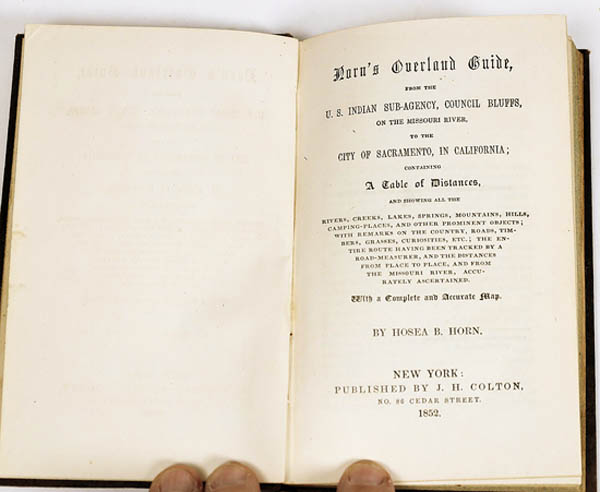 Horn's Overland Guide,
FROM THE
U. S. INDIAN SUB-AGENCY, COUNCIL BLUFFS,
ON THE MISSOURI RIVER,
TO THE
CITY OF SACRAMENTO, IN CALIFORNIA;
CONTAINING
A Table of Distances,
AND SHOWING ALL THE
RIVERS, CREEKS, LAKES, SPRINGS, MOUNTAINS, HILLS,
CAMPING-PLACES, AND OTHER PROMINENT OBJECTS;
WITH REMARKS ON THE COUNTRY, ROADS, TIM-
BERS, GRASSES, CURIOSITIES, ETC.; THE EN-
TIRE ROUTE HAVING BEEN TRACKED BY A
ROAD-MEASURER, AND THE DISTANCES
FROM PLACE TO PLACE, AND FROM
THE MISSOURI RIVER, ACCU-
RATELY ASCERTAINED.
With a Complete and Accurate Map.
BY HOSEA B. HORN.
NEW YORK:
PUBLISHED BY J. H. COLTON,
NO. 86 CEDAR STREET.
1852.